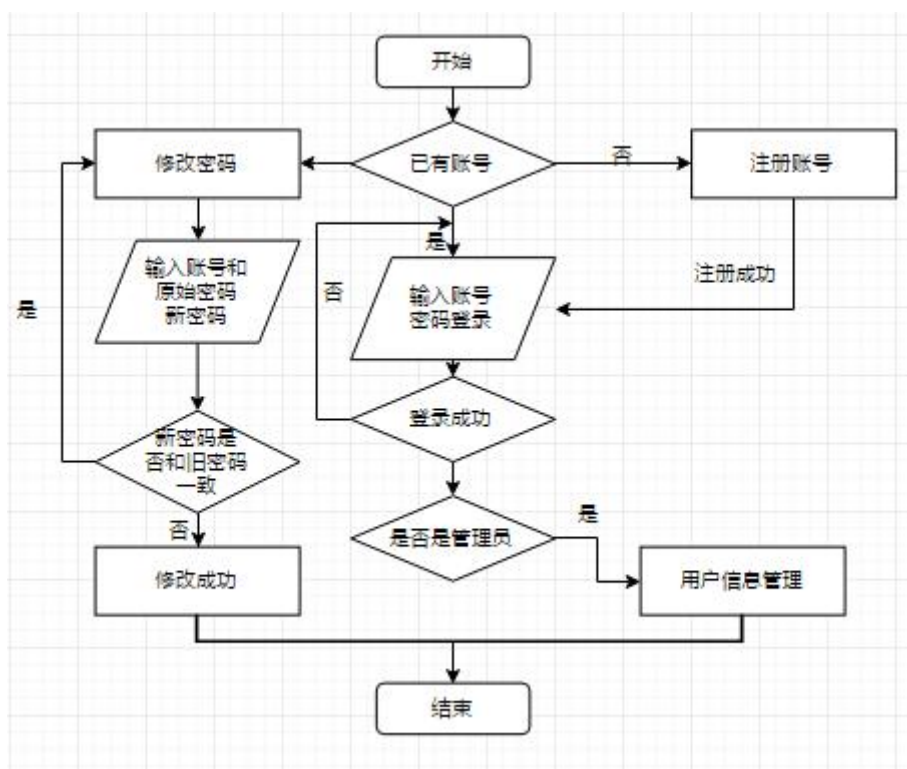 开始
修改密码
已有账号
否
注册账号
是
输入账号和
原始密码
新密码
是
否
输入账号
密码登录
注册成功
新密码是
否和旧密码
一致
登录成功
否
是否是管理员
是
修改成功
用户信息管理
结束